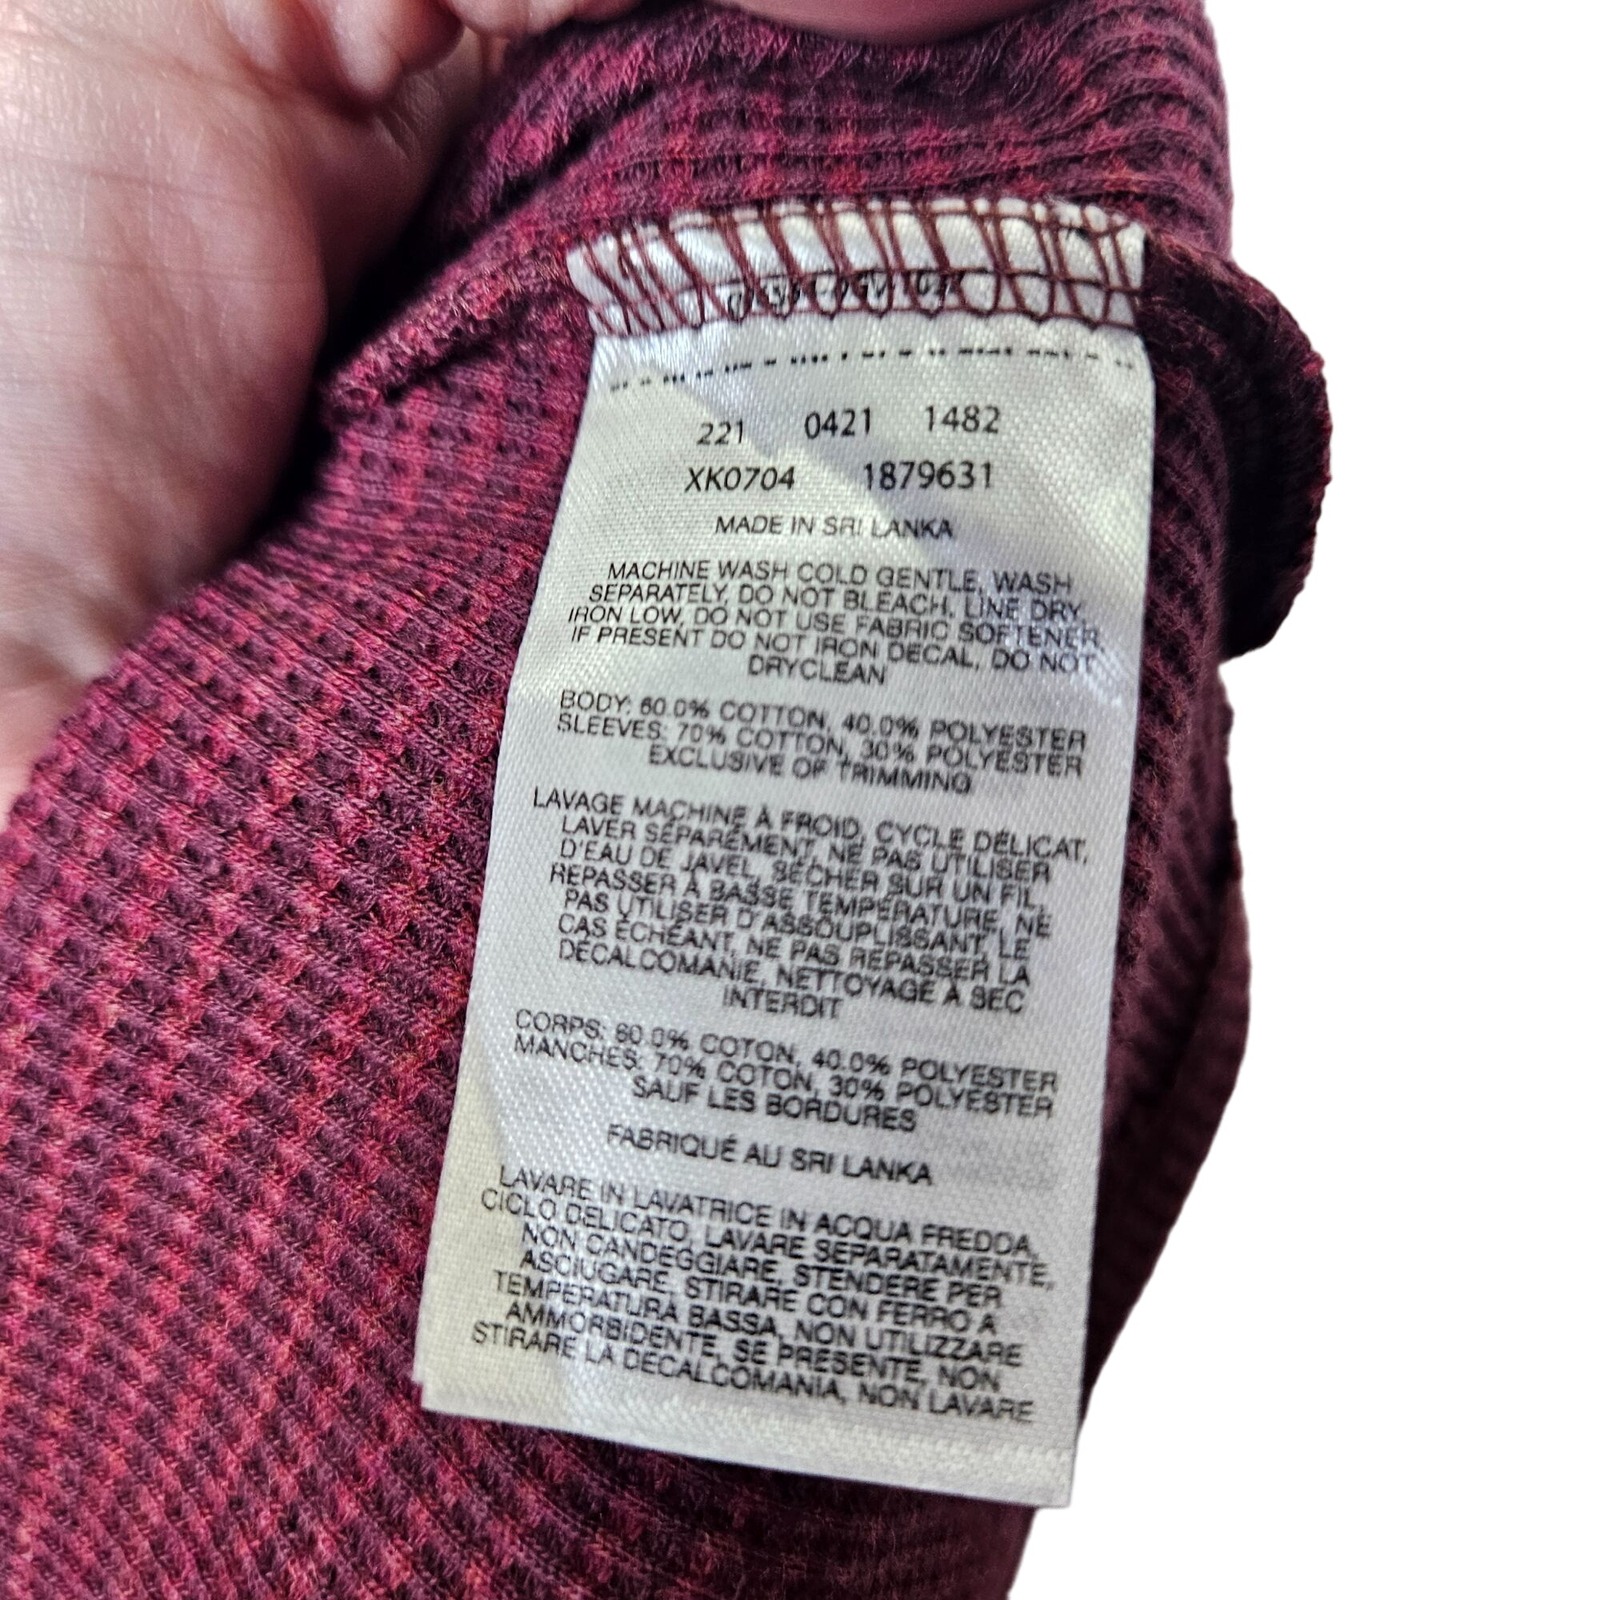 221 0421 1482
XK0704 1879631
MADE IN SRI LANKA
MACHINE WASH COLD GENTLE, WASH
SEPARATELY, DO NOT BLEACH, LINE DRY,
IRON LOW, DO NOT USE FABRIC SOFTENER
IF PRESENT DO NOT IRON DECAL, DO NOT
DRYCLEAN
BODY: 60.0% COTTON, 40.0% POLYESTER
SLEEVES: 70% COTTON, 30% POLYESTER
EXCLUSIVE OF TRIMMING
LAVAGE MACHINE À FROID, CYCLE DÉLICAT,
LAVER SÉPARÉMENT, NE PAS UTILISER
D'EAU DE JAVEL, SÉCHER SUR UN FIL,
REPASSER À BASSE TEMPÉRATURE, NE
PAS UTILISER D'ASSOUPLISSANT, LE
CAS ÉCHÉANT, NE PAS REPASSER LA
DÉCALCOMANIE, NETTOYAGE À SEC
INTERDIT
CORPS: 60.0% COTON, 40.0% POLYESTER
MANCHES: 70% COTON, 30% POLYESTER
SAUF LES BORDURES
FABRIQUÉ AU SRI LANKA
LAVARE IN LAVATRICE IN ACQUA FREDDA,
CICLO DELICATO, LAVARE SEPARATAMENTE,
NON CANDEGGIARE, STENDERE PER
ASCIUGARE, STIRARE CON FERRO A
TEMPERATURA BASSA, NON UTILIZZARE
AMMORBIDENTE, SE PRESENTE, NON
STIRARE LA DECALCOMANIA, NON LAVARE